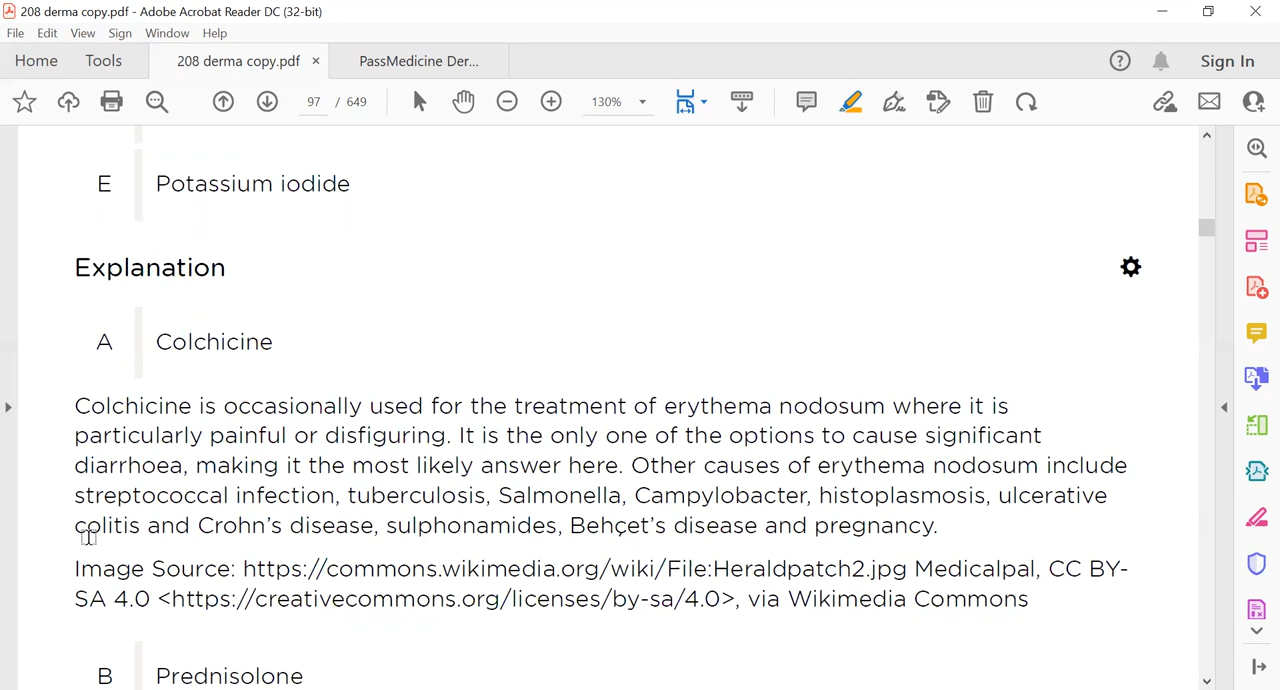 208 derma copy.pdf - Adobe Acrobat Reader DC (32-bit)
File Edit View Sign Window Help
Home Tools 208 derma copy.pdf × PassMedicine Der... Sign In
97 / 649 130%
E Potassium iodide
Explanation
A Colchicine
Colchicine is occasionally used for the treatment of erythema nodosum where it is
particularly painful or disfiguring. It is the only one of the options to cause significant
diarrhoea, making it the most likely answer here. Other causes of erythema nodosum include
streptococcal infection, tuberculosis, Salmonella, Campylobacter, histoplasmosis, ulcerative
colitis and Crohn's disease, sulphonamides, Behçet's disease and pregnancy.
Image Source: https://commons.wikimedia.org/wiki/File:Heraldpatch2.jpg Medicalpal, CC BY-
SA 4.0 <https://creativecommons.org/licenses/by-sa/4.0>, via Wikimedia Commons
B Prednisolone